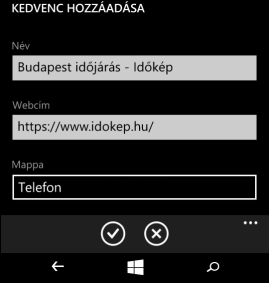 KEDVENC HOZZÁADÁSA
Név
Budapest időjárás - Időkép
Webcím
https://www.idokep.hu/
Mappa
Telefon